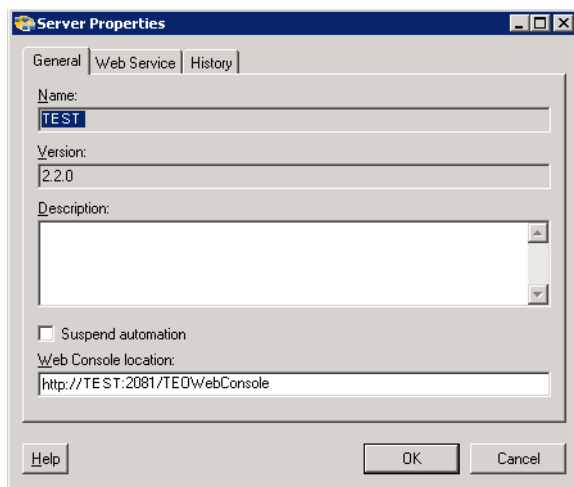 Server Properties
General Web Service History
Name:
TEST
Version:
2.2.0
Description:
Suspend automation
Web Console location:
http://TEST:2081/TEOWebConsole
Help OK Cancel